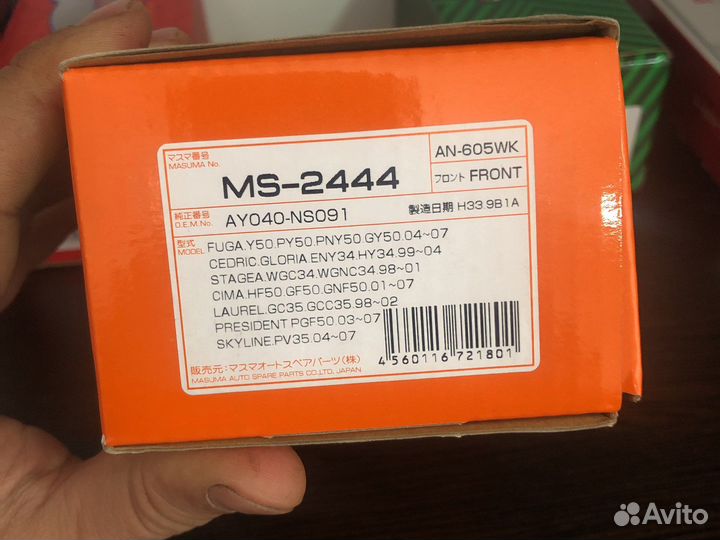 マスマ番号
MASUMA No.
MS-2444
AN-605WK
フロント FRONT
純正番号
O.E.M.No.
AY040-NS091
製造日期 H33.9B1A
型式
MODEL
FUGA.Y50.PY50.PNY50.GY50.04~07
CEDRIC.GLORIA.ENY34.HY34.99~04
STAGEA.WGC34.WGNC34.98~01
CIMA.HF50.GF50.GNF50.01~07
LAUREL.GC35.GCC35.98~02
PRESIDENT.PGF50.03~07
SKYLINE.PV35.04~07
4 560116 721801
販売元:マスマオートスペアパーツ(株)
MASUMA AUTO SPARE PARTS CO.LTD, JAPAN
Avito